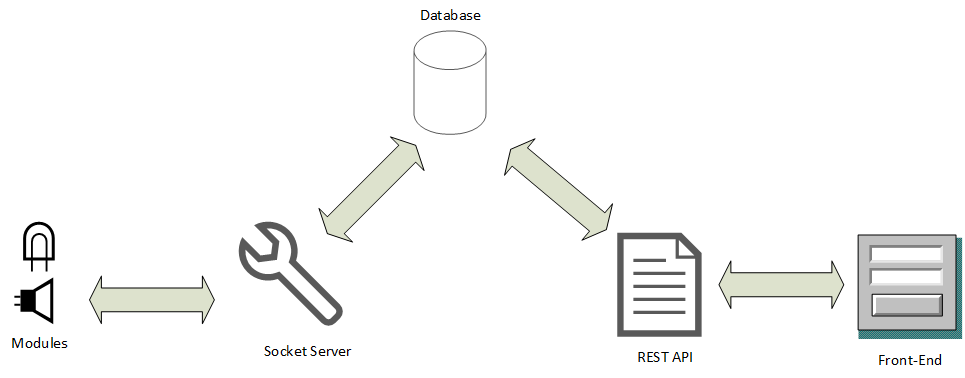 Database
Modules
Socket Server
REST API
Front-End